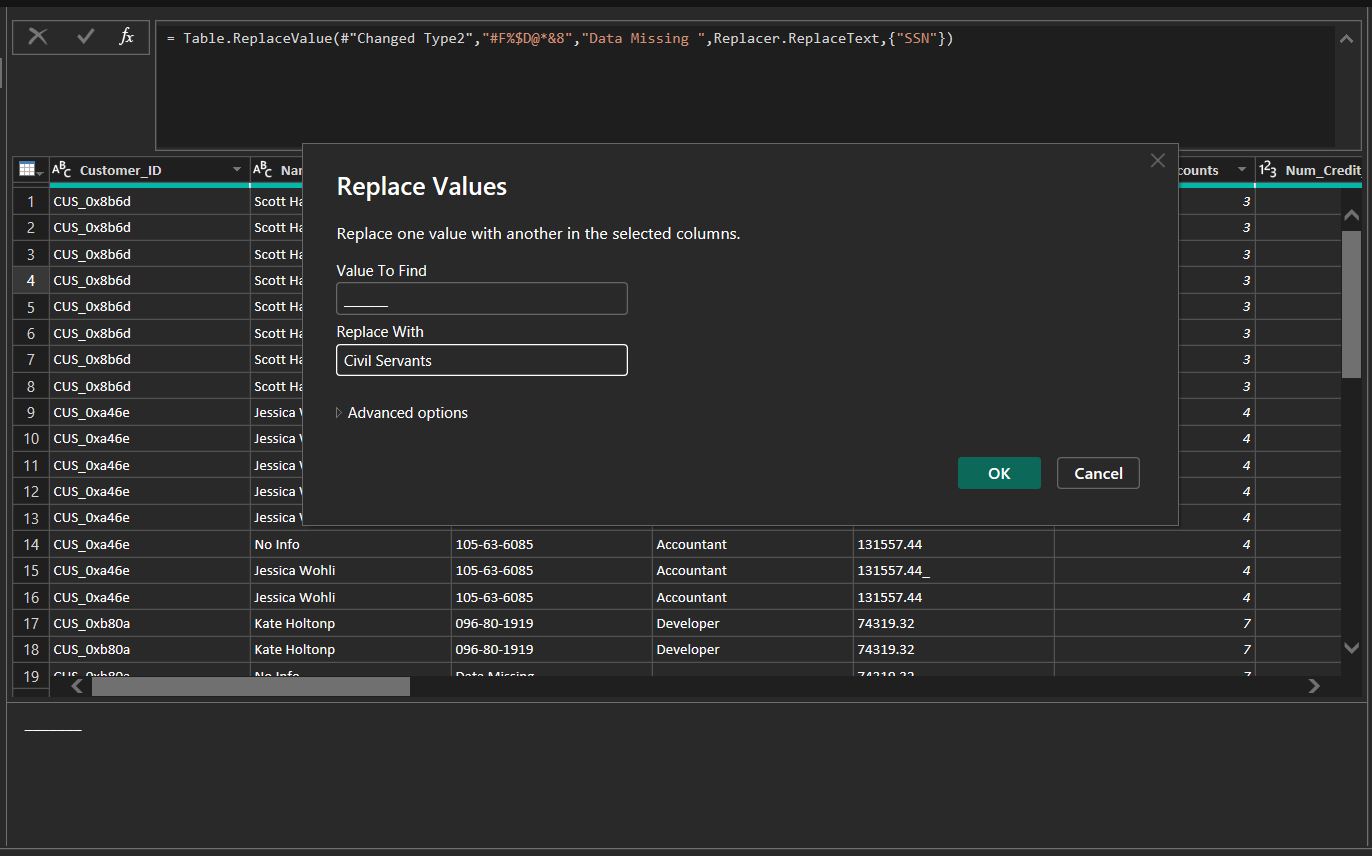 fx
= Table.ReplaceValue(#"Changed Type2","#F%$D@*&8","Data Missing ",Replacer.ReplaceText,{"SSN"})
ABC Customer_ID ABC Nar counts 123 Num_Credit_
1 CUS_0x8b6d Scott Ha 3
2 CUS_0x8b6d Scott Ha 3
3 CUS_0x8b6d Scott Ha 3
4 CUS_0x8b6d Scott Ha 3
5 CUS_0x8b6d Scott Ha 3
6 CUS_0x8b6d Scott Ha 3
7 CUS_0x8b6d Scott Ha 3
8 CUS_0x8b6d Scott Ha 3
9 CUS_0xa46e Jessica W 4
10 CUS_0xa46e Jessica W 4
11 CUS_0xa46e Jessica W 4
12 CUS_0xa46e Jessica W 4
13 CUS_0xa46e Jessica W 4
Replace Values
Replace one value with another in the selected columns.
Value To Find
_______
Replace With
Civil Servants
Advanced options
OK Cancel
14 CUS_0xa46e No Info 105-63-6085 Accountant 131557.44 4
15 CUS_0xa46e Jessica Wohli 105-63-6085 Accountant 131557.44_ 4
16 CUS_0xa46e Jessica Wohli 105-63-6085 Accountant 131557.44 4
17 CUS_0xb80a Kate Holtonp 096-80-1919 Developer 74319.32 7
18 CUS_0xb80a Kate Holtonp 096-80-1919 Developer 74319.32 7
19 CUS_0xb80a No Info Data Missing 74319.32 7
_______